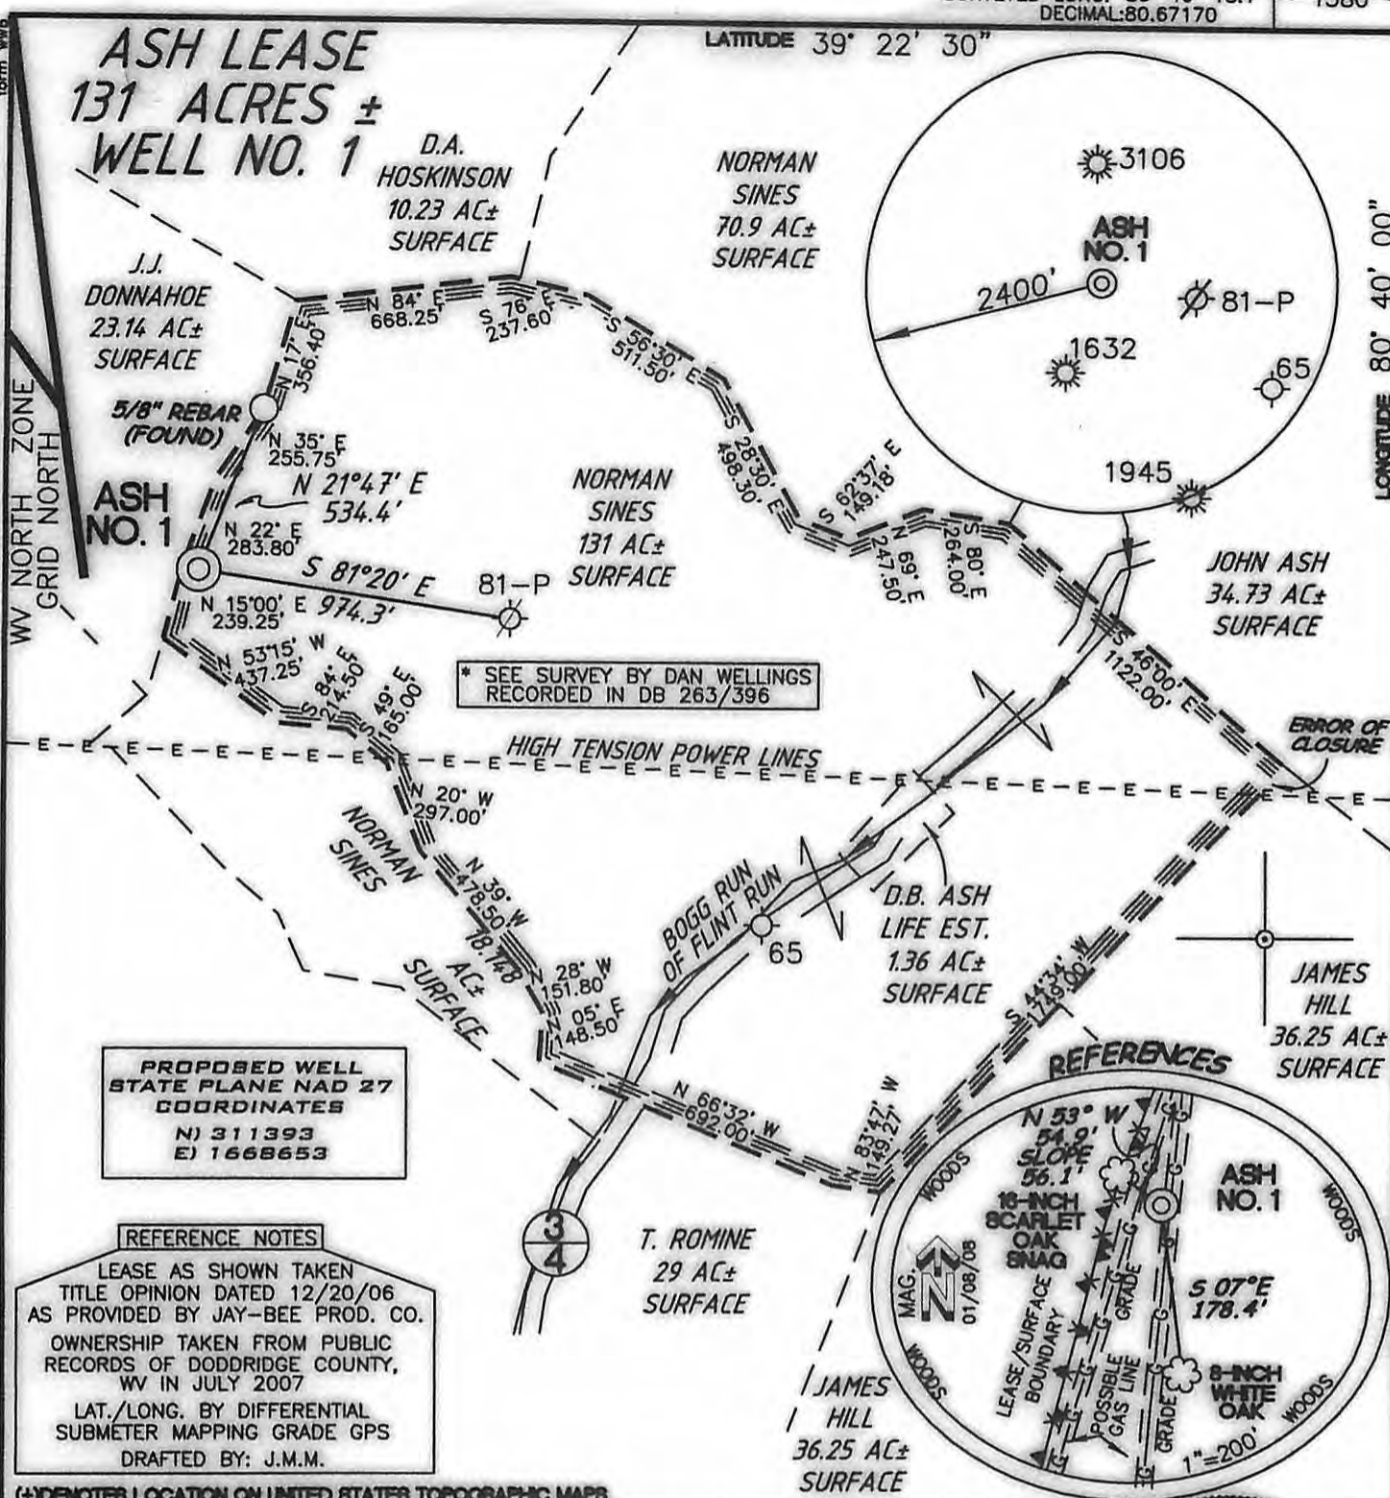 DECIMAL:80.67170
ASH LEASE
131 ACRES ±
WELL NO. 1
LATITUDE 39° 22' 30"
LONGITUDE 80° 40' 00"
D.A.
HOSKINSON
10.23 AC±
SURFACE
NORMAN
SINES
70.9 AC±
SURFACE
3106
ASH
NO. 1
2400'
81-P
1632
65
1945
J.J.
DONNAHOE
23.14 AC±
SURFACE
WV NORTH ZONE
GRID NORTH
N 84° E
668.25'
S 76° E
237.60'
S 56°30' E
511.50'
S 28°30' E
498.30'
S 62°37' E
149.18'
N 69° E
247.50'
S 80° E
264.00'
S 46°00' E
1122.00'
N 17° E
356.40'
5/8" REBAR
(FOUND)
N 35° E
255.75'
N 21°47' E
534.4'
ASH
NO. 1
N 22° E
283.80'
S 81°20' E
974.3'
81-P
NORMAN
SINES
131 AC±
SURFACE
JOHN ASH
34.73 AC±
SURFACE
N 15°00' E
239.25'
N 53°15' W
437.25'
S 84° E
214.50'
S 49° E
165.00'
* SEE SURVEY BY DAN WELLINGS
RECORDED IN DB 263/396
ERROR OF
CLOSURE
HIGH TENSION POWER LINES
N 20° W
297.00'
NORMAN
SINES
18.748
AC±
SURFACE
N 39° W
478.50'
N 28° W
151.80'
N 05° E
148.50'
BOGG RUN
OF FLINT RUN
65
D.B. ASH
LIFE EST.
1.36 AC±
SURFACE
S 44°34' W
1749.00'
JAMES
HILL
36.25 AC±
SURFACE
N 66°32' W
692.00'
N 83°47' W
149.27'
PROPOSED WELL
STATE PLANE NAD 27
COORDINATES
N) 311393
E) 1668653
3
4
T. ROMINE
29 AC±
SURFACE
REFERENCES
N 53° W
54.9'
SLOPE
56.1'
16-INCH
SCARLET
OAK
SNAG
ASH
NO. 1
WOODS
WOODS
WOODS
WOODS
MAG.
N
01/08/08
LEASE/SURFACE
BOUNDARY
POSSIBLE
GAS LINE
GRADE
GRADE
S 07°E
178.4'
8-INCH
WHITE
OAK
1"=200'
REFERENCE NOTES
LEASE AS SHOWN TAKEN
TITLE OPINION DATED 12/20/06
AS PROVIDED BY JAY-BEE PROD. CO.
OWNERSHIP TAKEN FROM PUBLIC
RECORDS OF DODDRIDGE COUNTY,
WV IN JULY 2007
LAT./LONG. BY DIFFERENTIAL
SUBMETER MAPPING GRADE GPS
DRAFTED BY: J.M.M.
JAMES
HILL
36.25 AC±
SURFACE
(+)DENOTES LOCATION ON UNITED STATES TOPOGRAPHIC MAPS